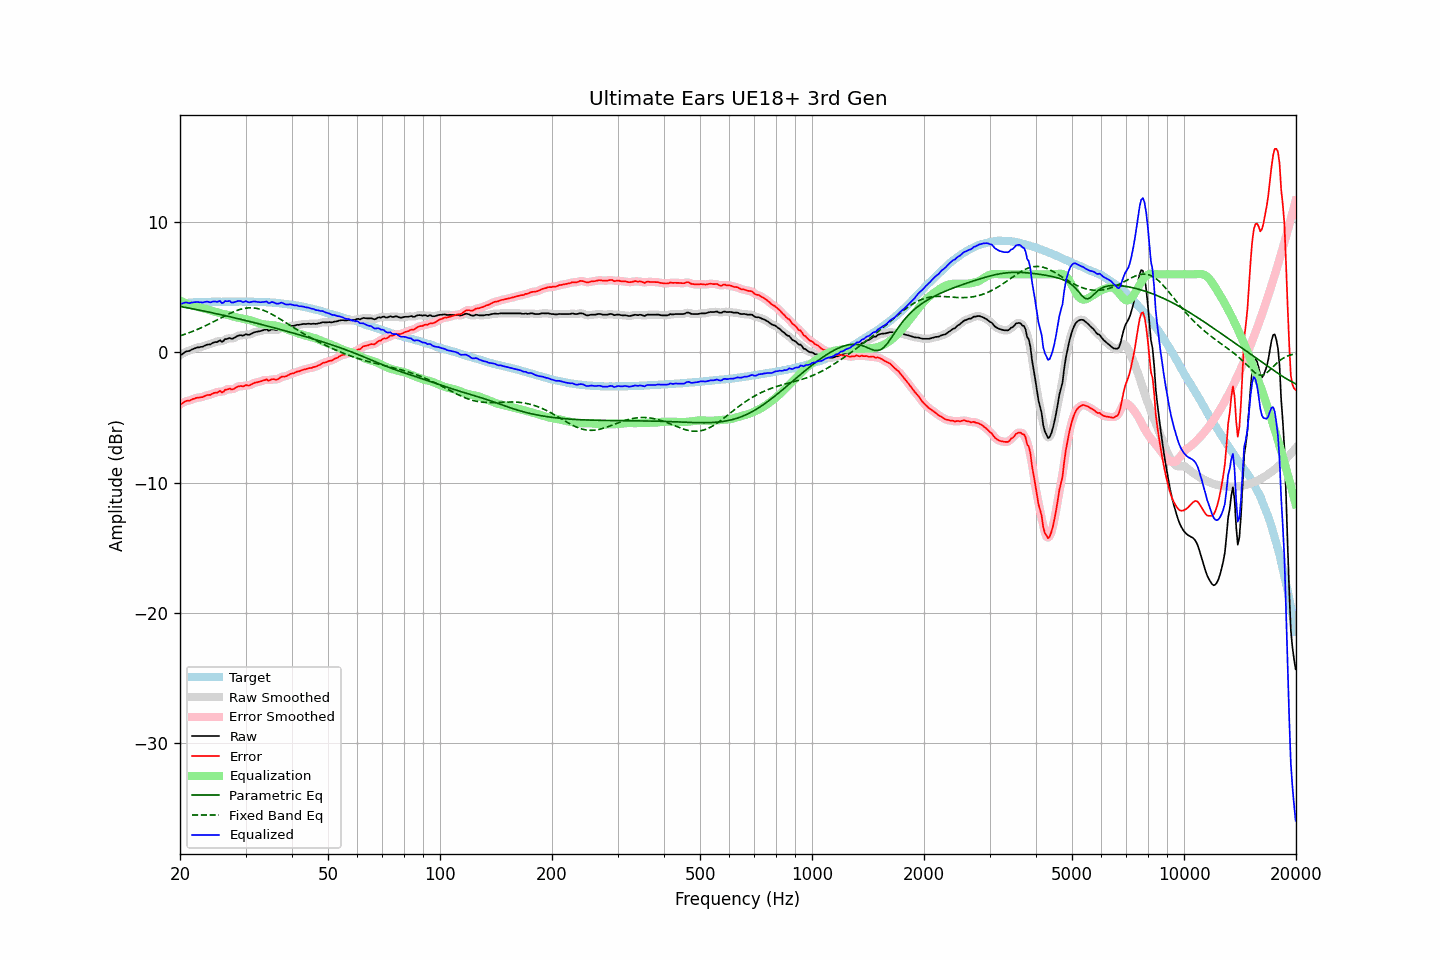 Ultimate Ears UE18+ 3rd Gen
Amplitude (dBr)
10
0
−10
−20
−30
Target
Raw Smoothed
Error Smoothed
Raw
Error
Equalization
Parametric Eq
Fixed Band Eq
Equalized
20 50 100 200 500 1000 2000 5000 10000 20000
Frequency (Hz)